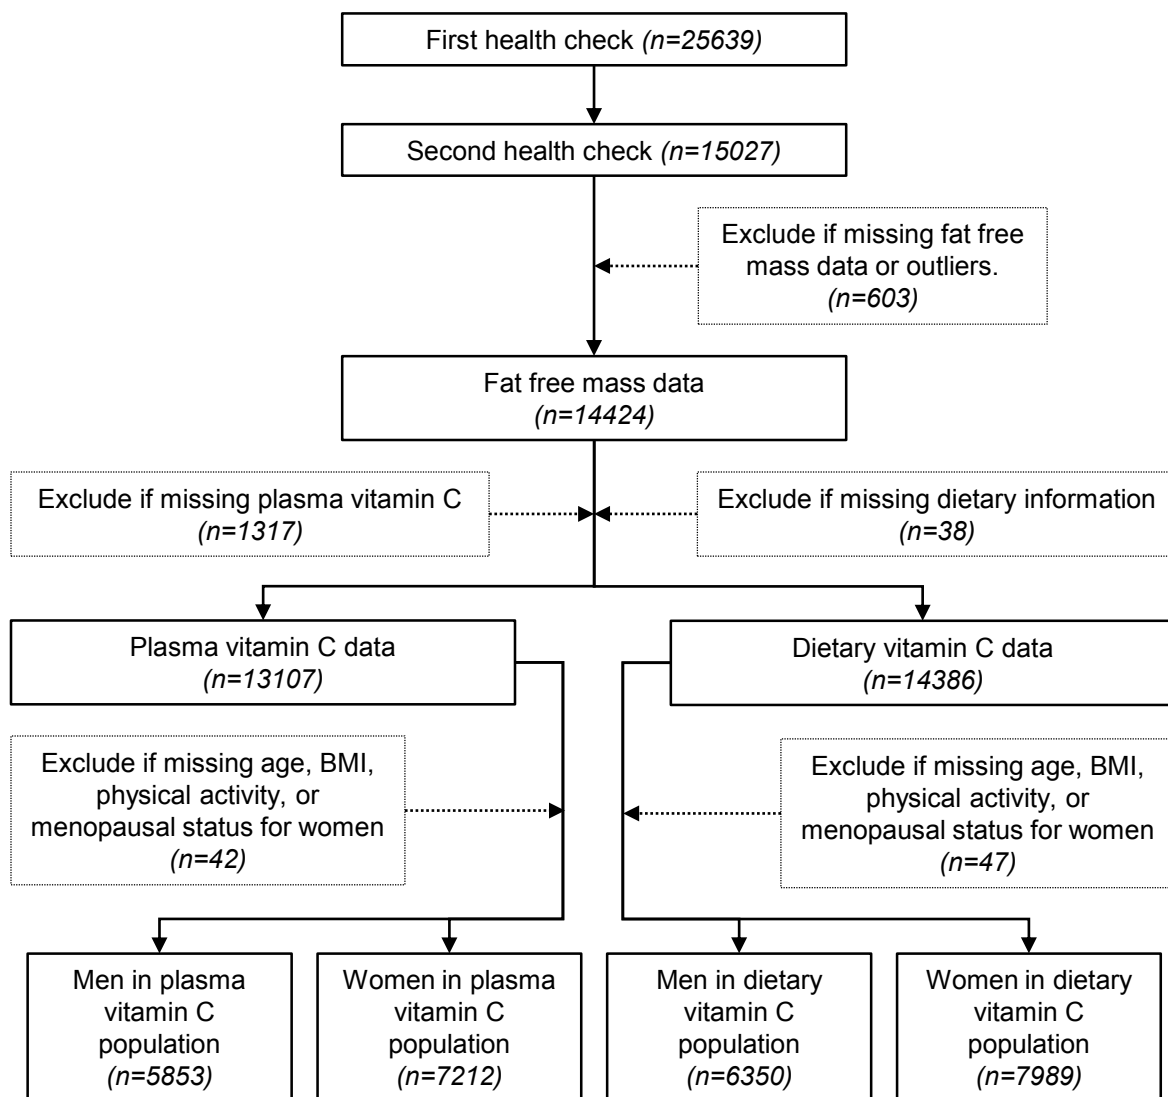 First health check (n=25639)
Second health check (n=15027)
Exclude if missing fat free
mass data or outliers.
(n=603)
Fat free mass data
(n=14424)
Exclude if missing plasma vitamin C
(n=1317)
Exclude if missing dietary information
(n=38)
Plasma vitamin C data
(n=13107)
Dietary vitamin C data
(n=14386)
Exclude if missing age, BMI,
physical activity, or
menopausal status for women
(n=42)
Exclude if missing age, BMI,
physical activity, or
menopausal status for women
(n=47)
Men in plasma
vitamin C
population
(n=5853)
Women in plasma
vitamin C
population
(n=7212)
Men in dietary
vitamin C
population
(n=6350)
Women in dietary
vitamin C
population
(n=7989)